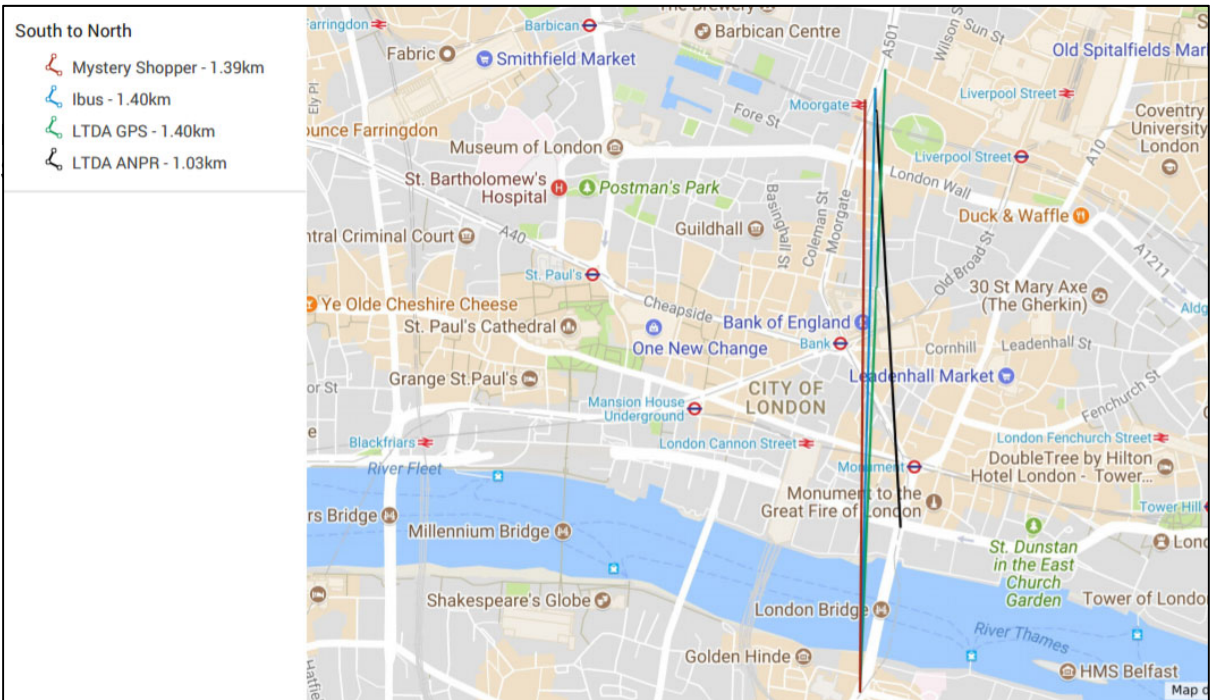 South to North
Mystery Shopper - 1.39km
Ibus - 1.40km
LTDA GPS - 1.40km
LTDA ANPR - 1.03km
Farringdon
Barbican
The Brewery
A501
Wilson St
Sun St
Fabric
Smithfield Market
Barbican Centre
Old Spitalfields Mar
Ely Pl
Moorgate
Fore St
Liverpool Street
Coventry
University
London
ounce Farringdon
Museum of London
Liverpool Street
A10
St. Bartholomew's
Hospital
Postman's Park
London Wall
Basinghall St
Coleman St
Moorgate
Duck & Waffle
ntral Criminal Court
A40
Guildhall
Old Broad St
A1211
St. Paul's
30 St Mary Axe
(The Gherkin)
Ye Olde Cheshire Cheese
Cheapside
Aldg
St. Paul's Cathedral
One New Change
Bank of England
Bank
Cornhill
Leadenhall St
or St
Grange St.Paul's
Leadenhall Market
CITY OF
LONDON
Fenchurch St
Mansion House
Underground
e
Blackfriars
London Cannon Street
London Fenchurch Street
River Fleet
Monument
DoubleTree by Hilton
Hotel London - Tower...
Monument to the
Great Fire of London
Tower Hill
rs Bridge
Millennium Bridge
St. Dunstan
in the East
Church
Garden
Lond
Shakespeare's Globe
London Bridge
Tower of Londo
River Thames
Golden Hinde
HMS Belfast
Hatfie
Map d